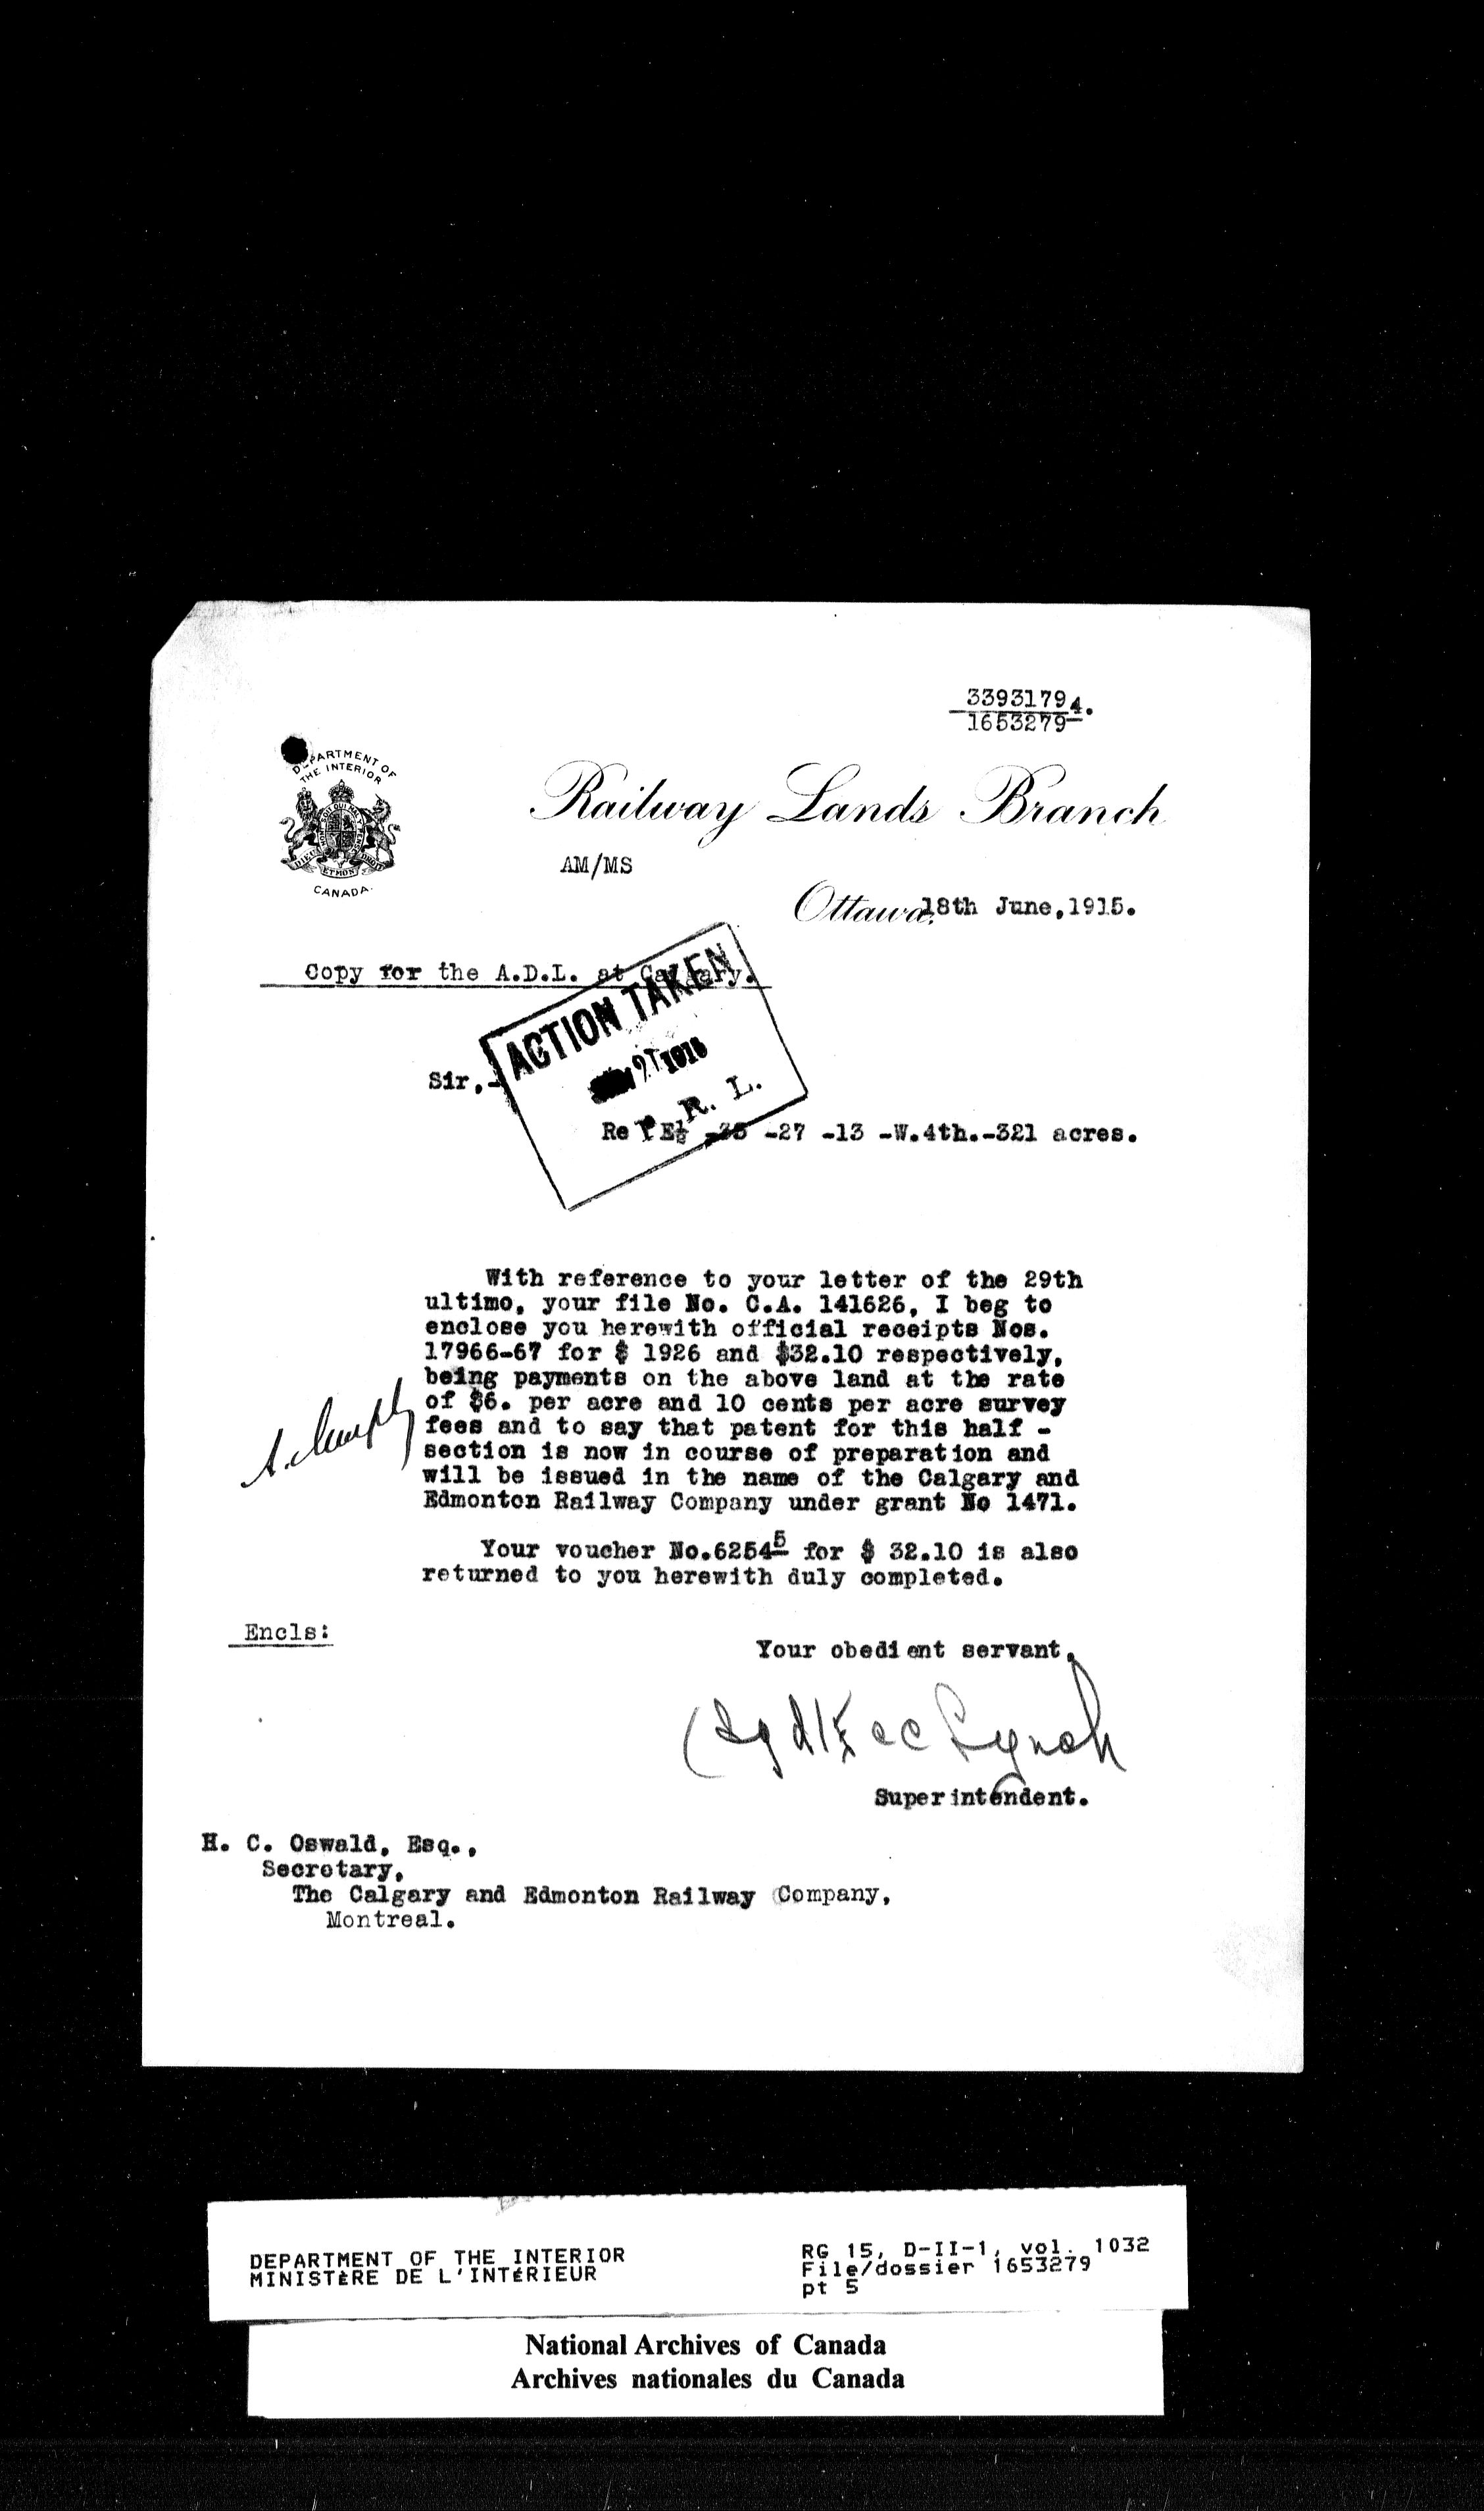 3393179 4.
1653279
DEPARTMENT OF
THE INTERIOR
CANADA.
Railway Lands Branch
AM/MS
Ottawa, 18th June, 1915.
Copy for the A.D.L. at Calgary.
ACTION TAKEN
R. L.
Sir,-
Re E½ -35 -27 -13 -W.4th.-321 acres.
With reference to your letter of the 29th
ultimo, your file No. C.A. 141626, I beg to
enclose you herewith official receipts Nos.
17966-67 for $ 1926 and $32.10 respectively,
being payments on the above land at the rate
of $6. per acre and 10 cents per acre survey
fees and to say that patent for this half -
section is now in course of preparation and
will be issued in the name of the Calgary and
Edmonton Railway Company under grant No 1471.
Your voucher No.62545 for $ 32.10 is also
returned to you herewith duly completed.
Encls:
Your obedient servant,
Lynch
Superintendent.
H. C. Oswald, Esq.,
Secretary,
The Calgary and Edmonton Railway Company,
Montreal.
DEPARTMENT OF THE INTERIOR
MINISTÈRE DE L'INTÉRIEUR
RG 15, D-II-1, vol. 1032
File/dossier 1653279
pt 5
National Archives of Canada
Archives nationales du Canada